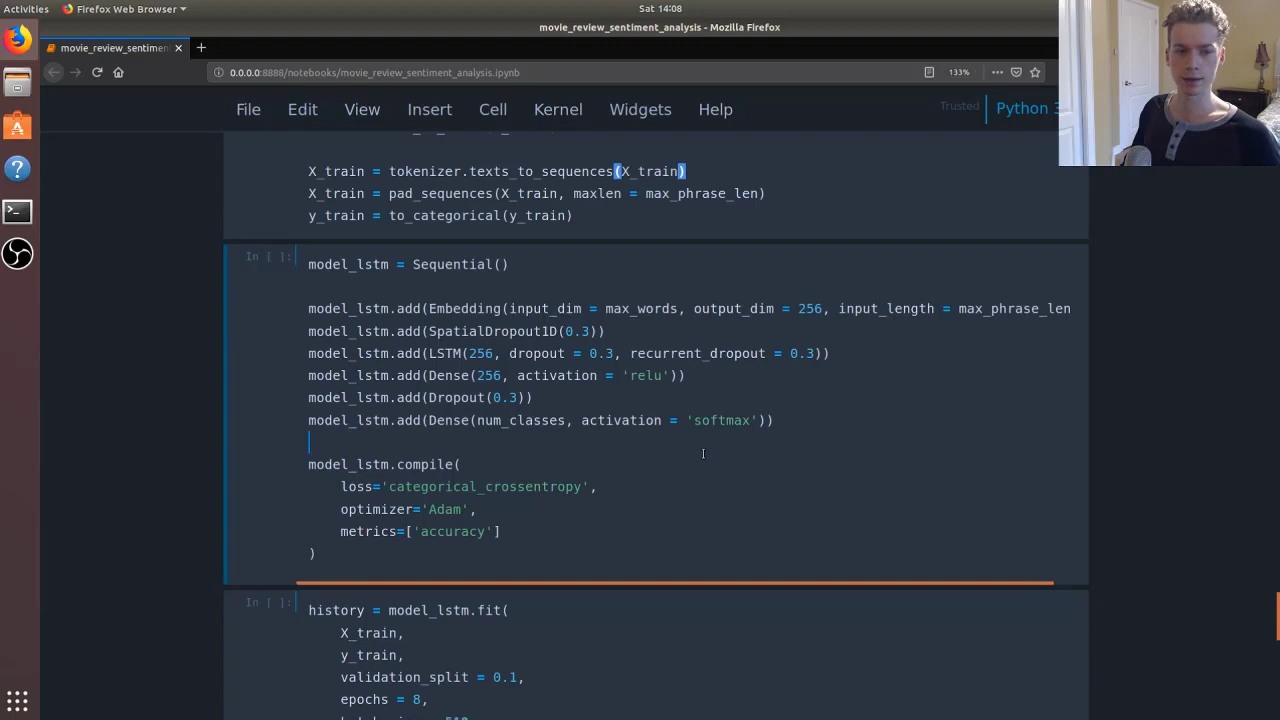 Activities
Firefox Web Browser
Sat 14:08
movie_review_sentiment_analysis - Mozilla Firefox
movie_review_sentimen
0.0.0.0:8888/notebooks/movie_review_sentiment_analysis.ipynb
133%
File Edit View Insert Cell Kernel Widgets Help
Trusted
Python 3
X_train = tokenizer.texts_to_sequences(X_train)
X_train = pad_sequences(X_train, maxlen = max_phrase_len)
y_train = to_categorical(y_train)
In [ ]:
model_lstm = Sequential()
model_lstm.add(Embedding(input_dim = max_words, output_dim = 256, input_length = max_phrase_len
model_lstm.add(SpatialDropout1D(0.3))
model_lstm.add(LSTM(256, dropout = 0.3, recurrent_dropout = 0.3))
model_lstm.add(Dense(256, activation = 'relu'))
model_lstm.add(Dropout(0.3))
model_lstm.add(Dense(num_classes, activation = 'softmax'))
model_lstm.compile(
loss='categorical_crossentropy',
optimizer='Adam',
metrics=['accuracy']
)
In [ ]:
history = model_lstm.fit(
X_train,
y_train,
validation_split = 0.1,
epochs = 8,